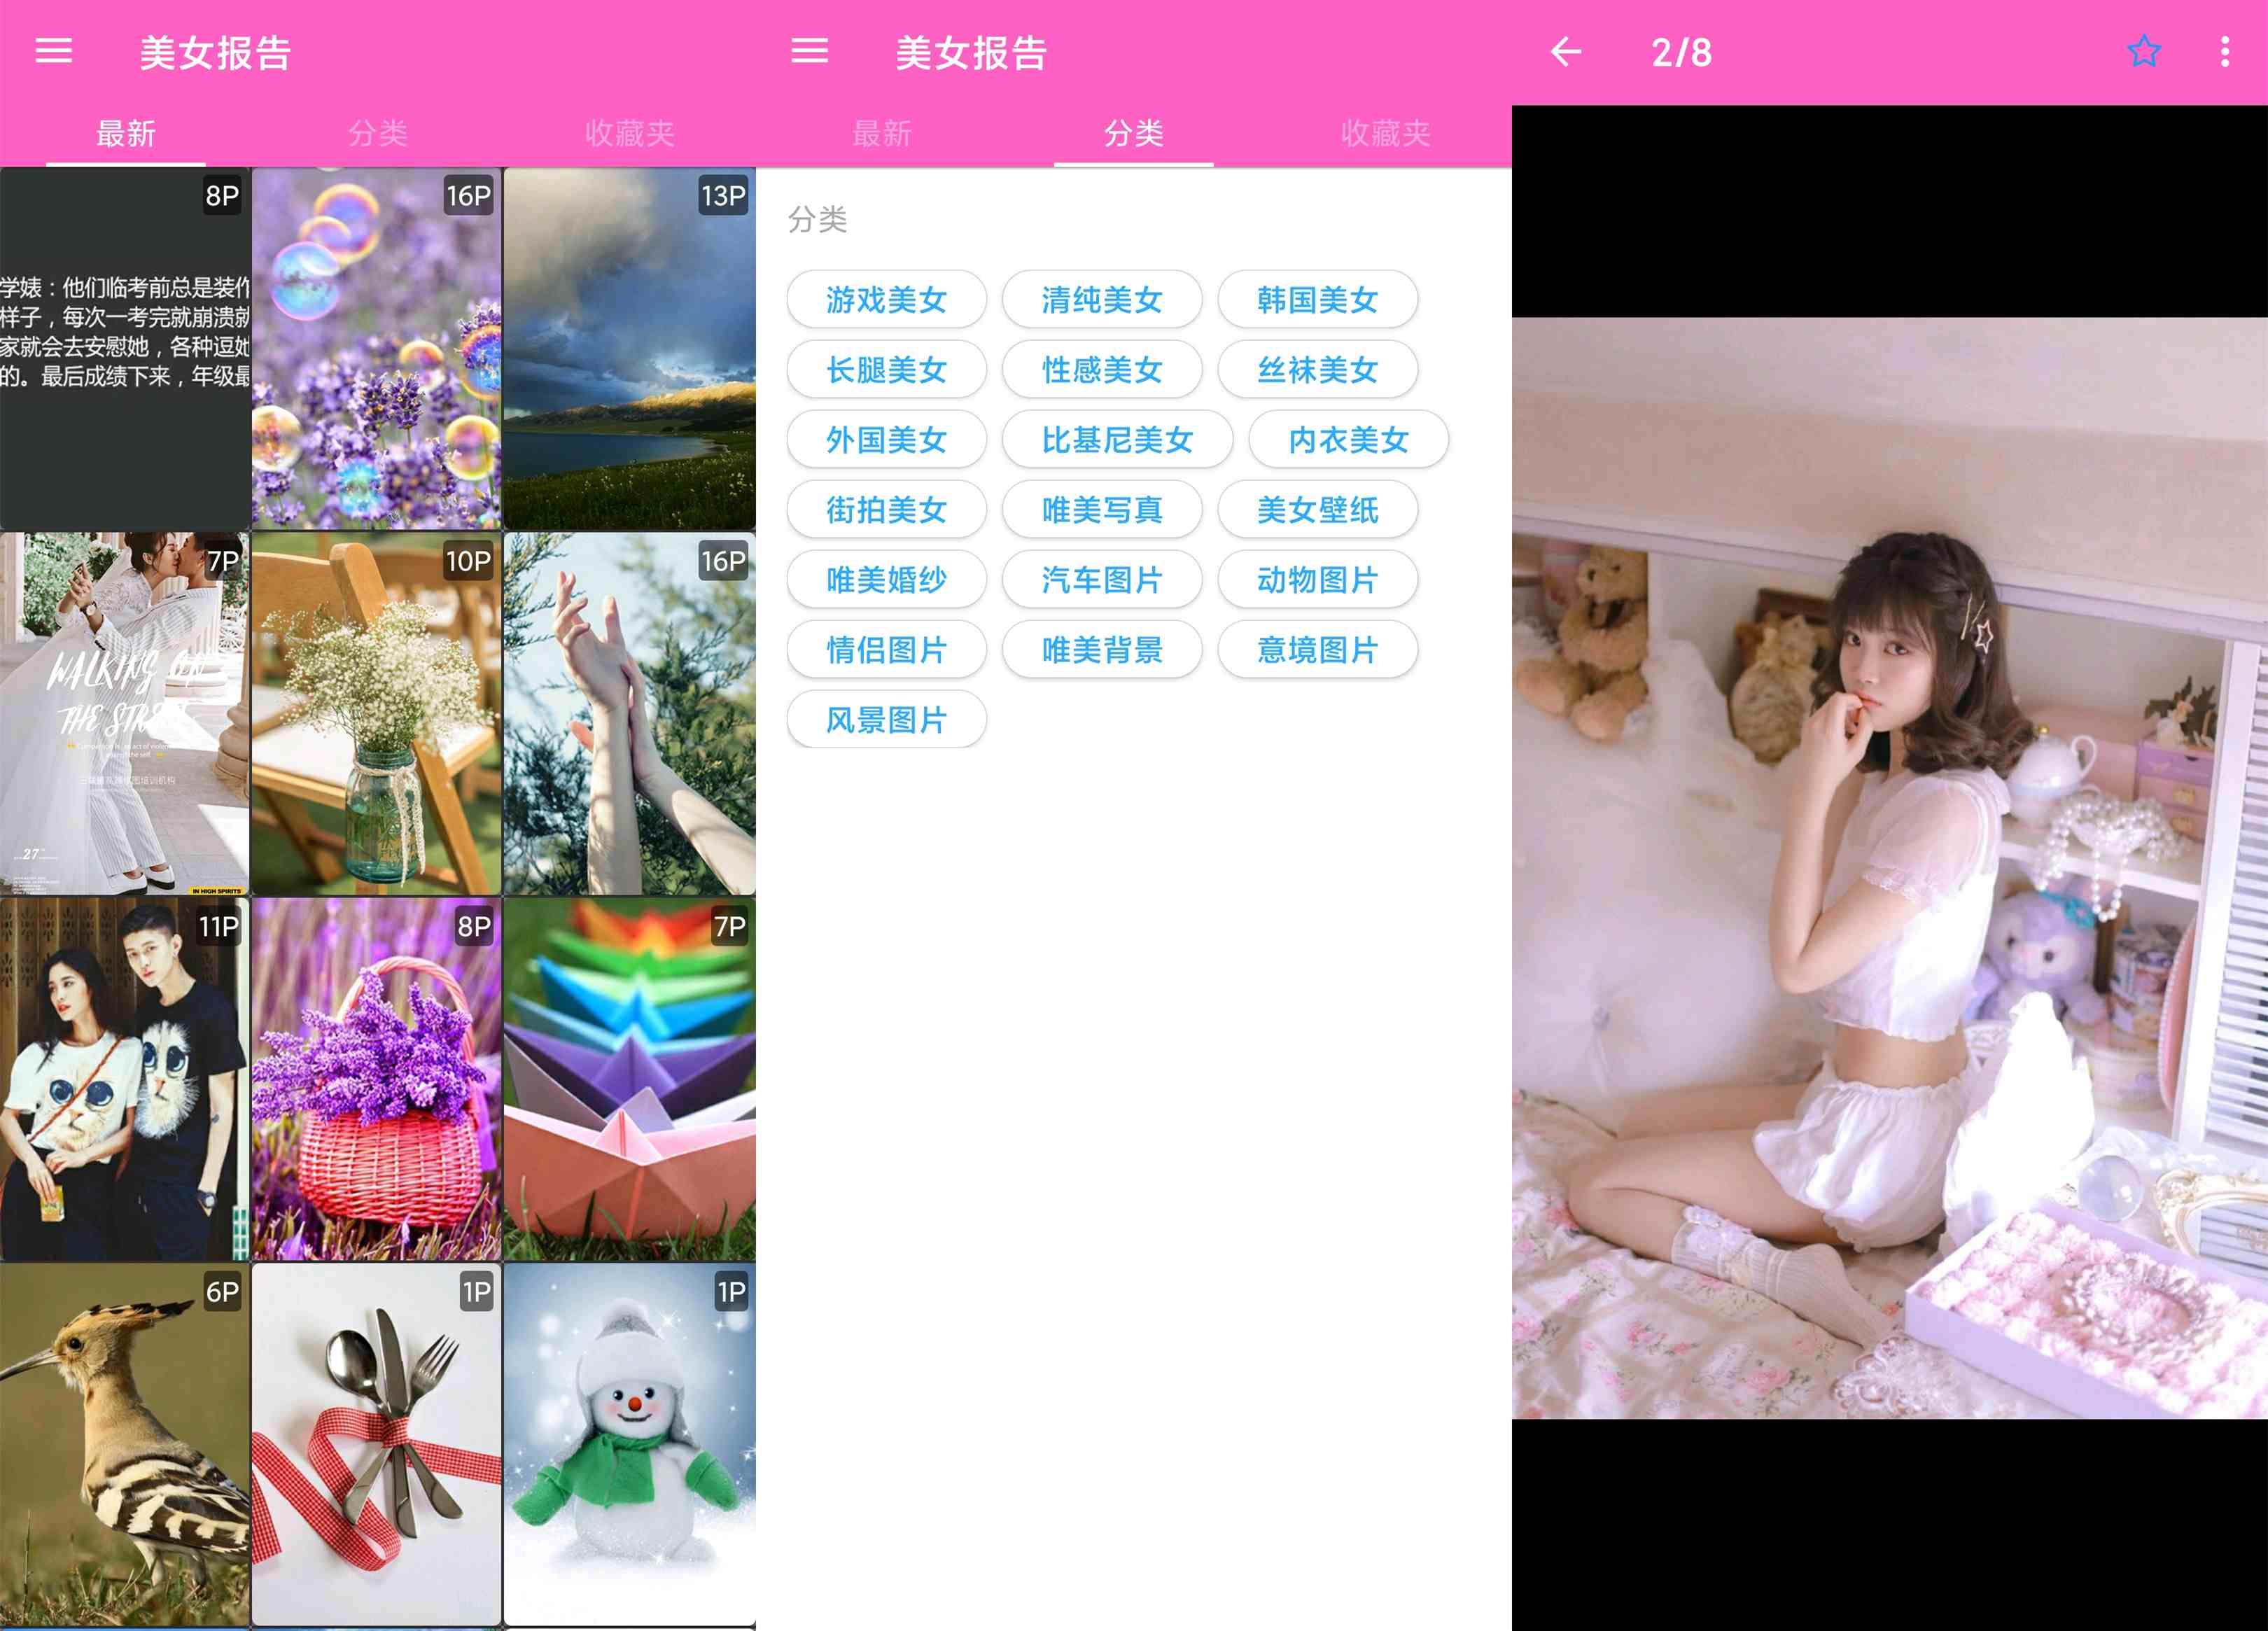 美女报告
最新
分类
收藏夹
8P
学婊：他们临考前总是装作
样子，每次一考完就崩溃就
家就会去安慰她，各种逗她
的。最后成绩下来，年级最
16P
13P
7P
WALKING ON
THE STREET
27
IN HIGH SPIRITS
10P
16P
11P
8P
7P
6P
1P
1P
美女报告
最新
分类
收藏夹
分类
游戏美女
清纯美女
韩国美女
长腿美女
性感美女
丝袜美女
外国美女
比基尼美女
内衣美女
街拍美女
唯美写真
美女壁纸
唯美婚纱
汽车图片
动物图片
情侣图片
唯美背景
意境图片
风景图片
2/8